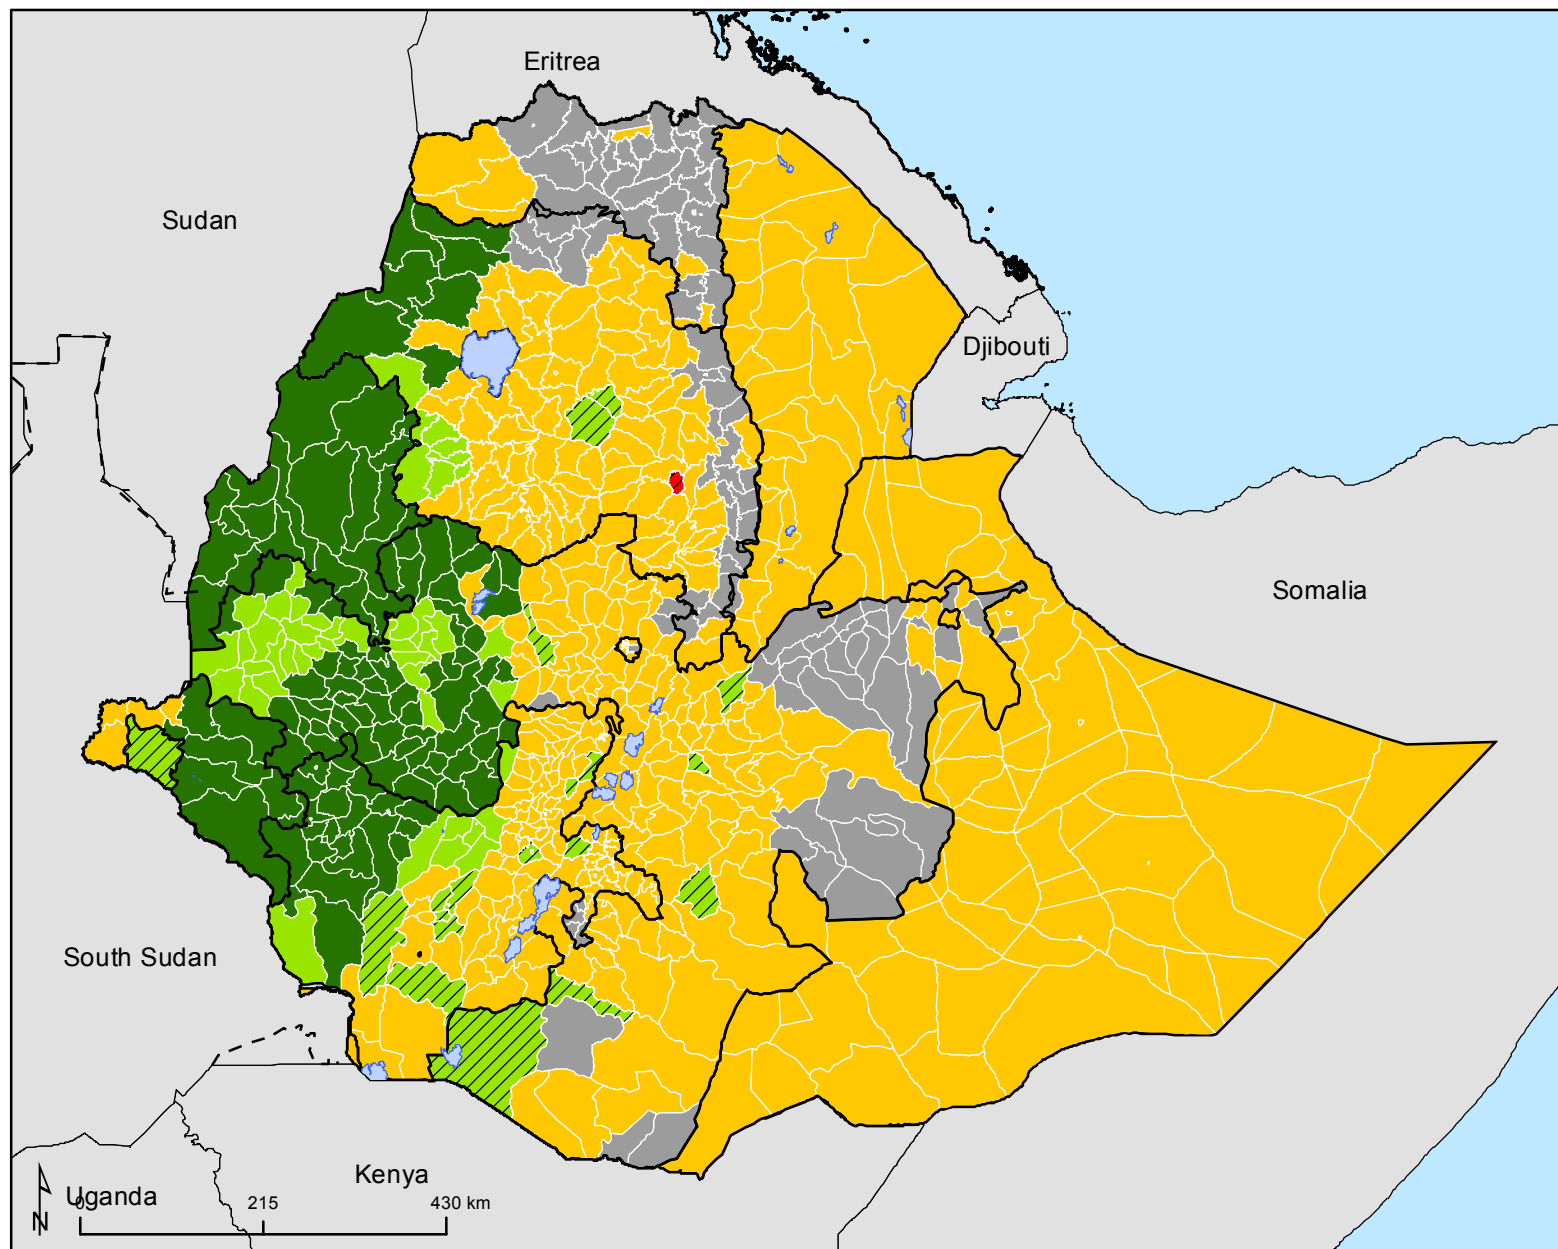 Eritrea
Sudan
Djibouti
Somalia
South Sudan
Kenya
Uganda
0 215 430 km
N